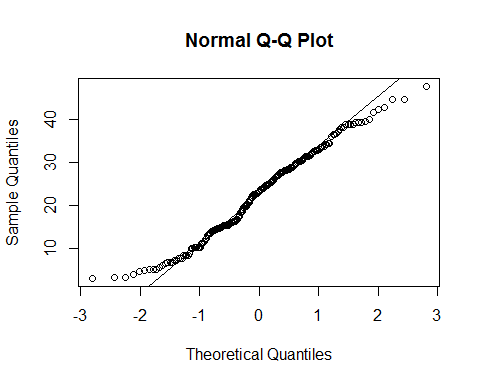 Normal Q-Q Plot
Sample Quantiles
40
30
20
10
-3 -2 -1 0 1 2 3
Theoretical Quantiles